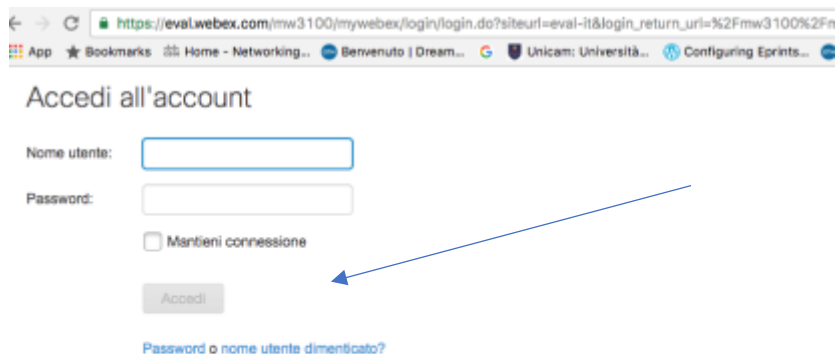 https://eval.webex.com/mw3100/mywebex/login/login.do?siteurl=eval-it&login_return_url=%2Fmw3100%2Fm
App Bookmarks Home - Networking... Benvenuto | Dream... Unicam: Università... Configuring Eprints...
Accedi all'account
Nome utente:
Password:
Mantieni connessione
Accedi
Password o nome utente dimenticato?